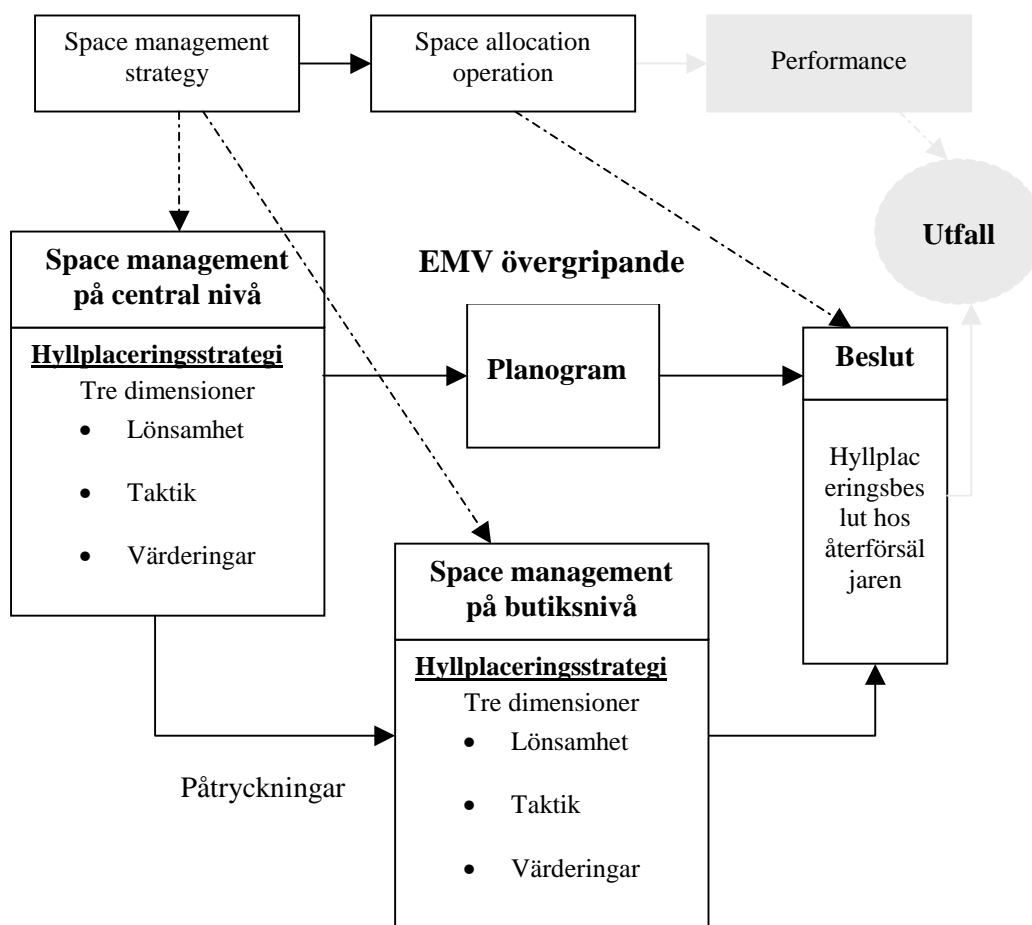 Space management
strategy
Space allocation
operation
Performance
Utfall
Space management
på central nivå
Hyllplaceringsstrategi
Tre dimensioner
• Lönsamhet
• Taktik
• Värderingar
EMV övergripande
Planogram
Beslut
Hyllplac
eringsbes
lut hos
återförsäl
jaren
Space management
på butiksnivå
Hyllplaceringsstrategi
Tre dimensioner
• Lönsamhet
• Taktik
• Värderingar
Påtryckningar